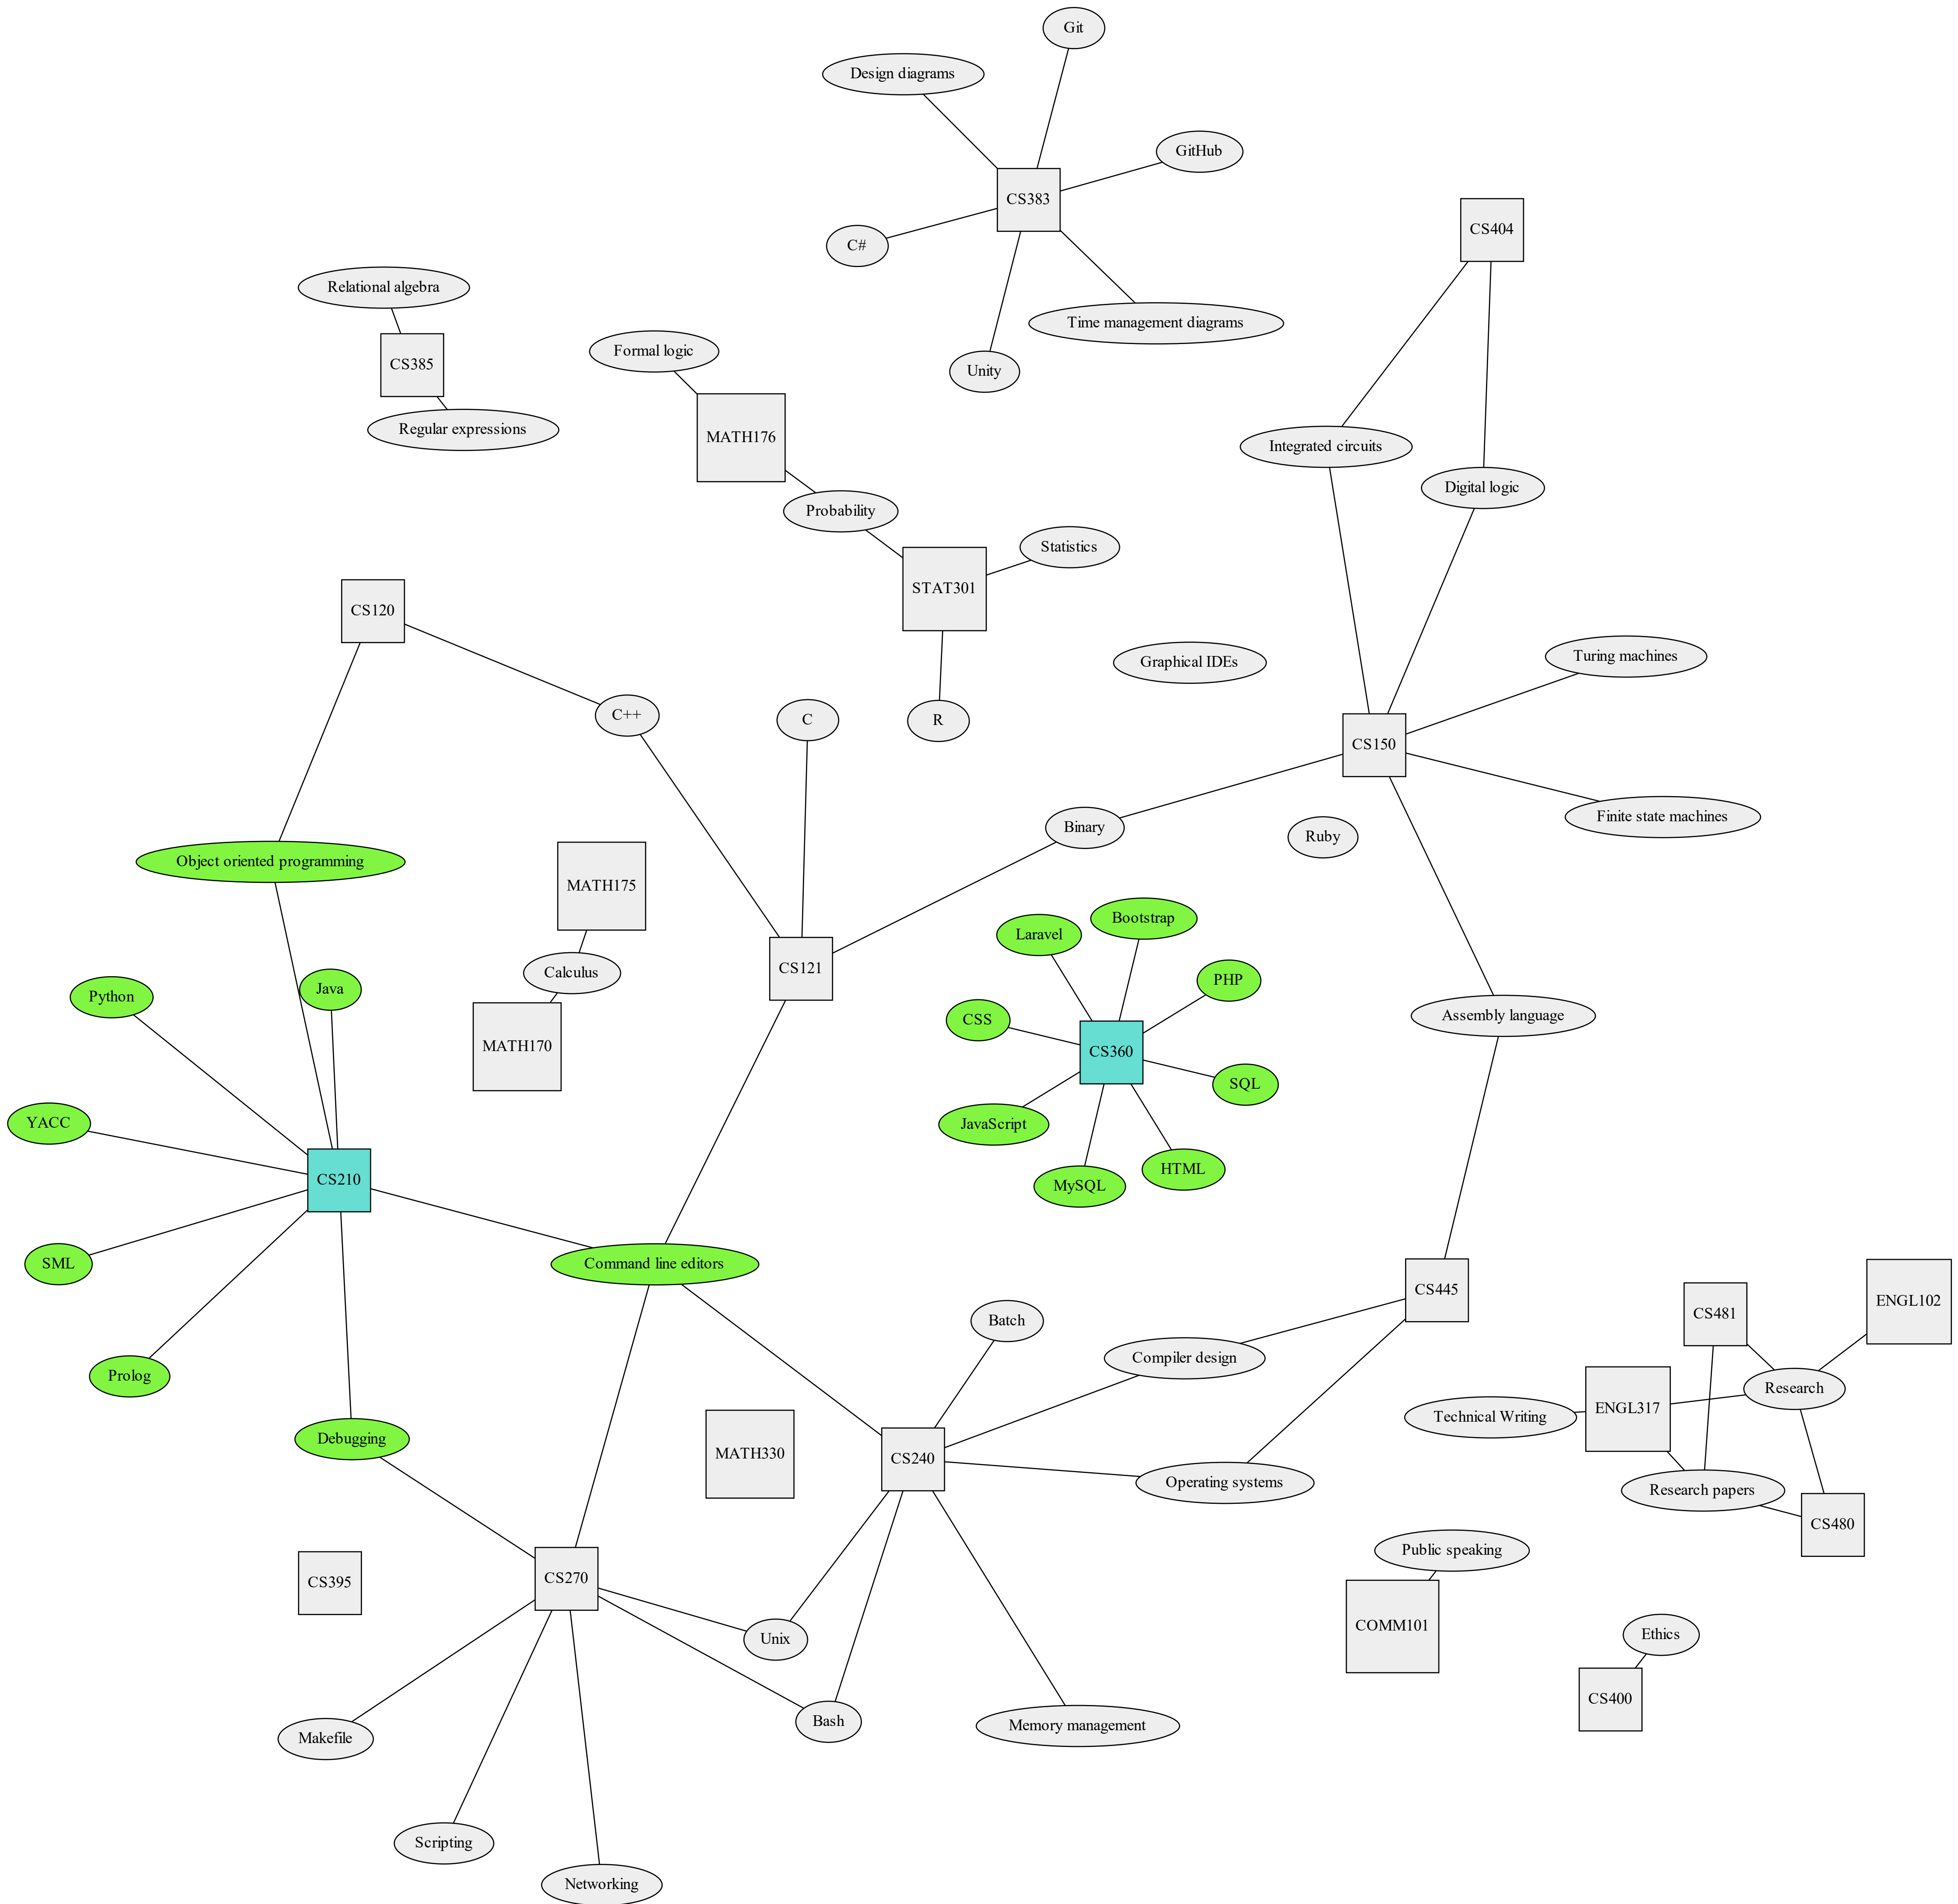 Git
Design diagrams
GitHub
CS383
CS404
C#
Relational algebra
Time management diagrams
Formal logic
CS385
Unity
Regular expressions
MATH176
Integrated circuits
Digital logic
Probability
Statistics
STAT301
CS120
Turing machines
Graphical IDEs
C++
C
R
CS150
Finite state machines
Binary
Ruby
Object oriented programming
MATH175
Bootstrap
Laravel
CS121
Calculus
PHP
Java
Python
CSS
Assembly language
MATH170
CS360
SQL
YACC
JavaScript
HTML
CS210
MySQL
SML
Command line editors
CS445
ENGL102
CS481
Batch
Compiler design
Prolog
Research
ENGL317
Technical Writing
Debugging
MATH330
CS240
Operating systems
Research papers
CS480
Public speaking
CS270
CS395
COMM101
Ethics
Unix
CS400
Bash
Memory management
Makefile
Scripting
Networking